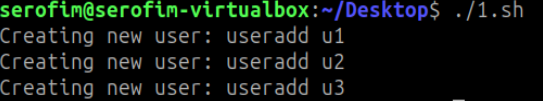 serofim@serofim-virtualbox:~/Desktop$ ./1.sh
Creating new user: useradd u1
Creating new user: useradd u2
Creating new user: useradd u3